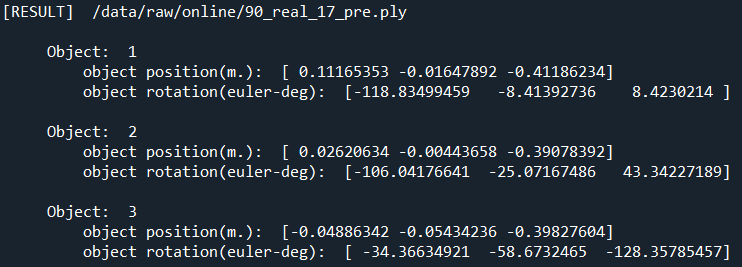 [RESULT]  /data/raw/online/90_real_17_pre.ply
Object:  1
object position(m.):  [ 0.11165353 -0.01647892 -0.41186234]
object rotation(euler-deg):  [-118.83499459   -8.41392736    8.4230214 ]
Object:  2
object position(m.):  [ 0.02620634 -0.00443658 -0.39078392]
object rotation(euler-deg):  [-106.04176641  -25.07167486   43.34227189]
Object:  3
object position(m.):  [-0.04886342 -0.05434236 -0.39827604]
object rotation(euler-deg):  [ -34.36634921  -58.6732465  -128.35785457]